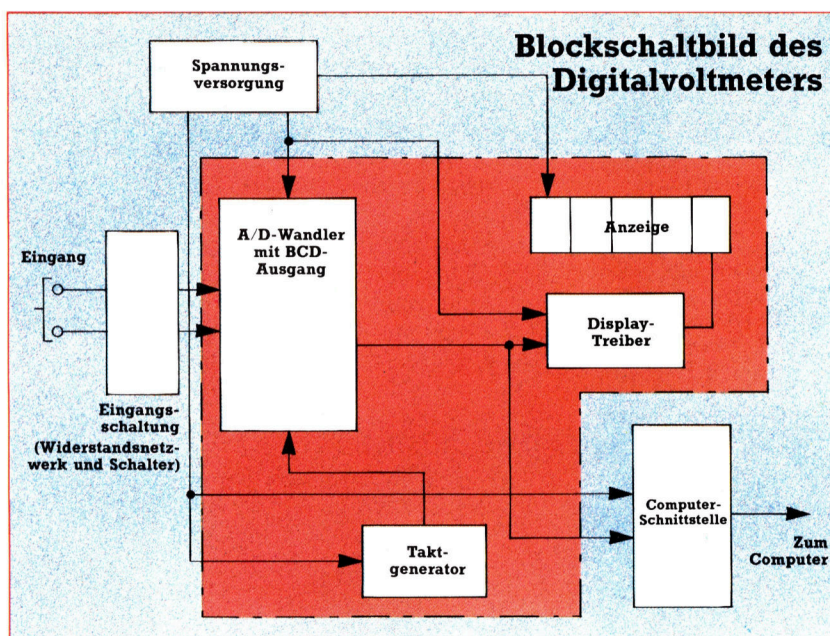 Blockschaltbild des
Digitalvoltmeters
Spannungs-
versorgung
A/D-Wandler
mit BCD-
Ausgang
Anzeige
Eingang
Display-
Treiber
Eingangs-
schaltung
(Widerstandsnetz-
werk und Schalter)
Computer-
Schnittstelle
Takt-
generator
Zum
Computer